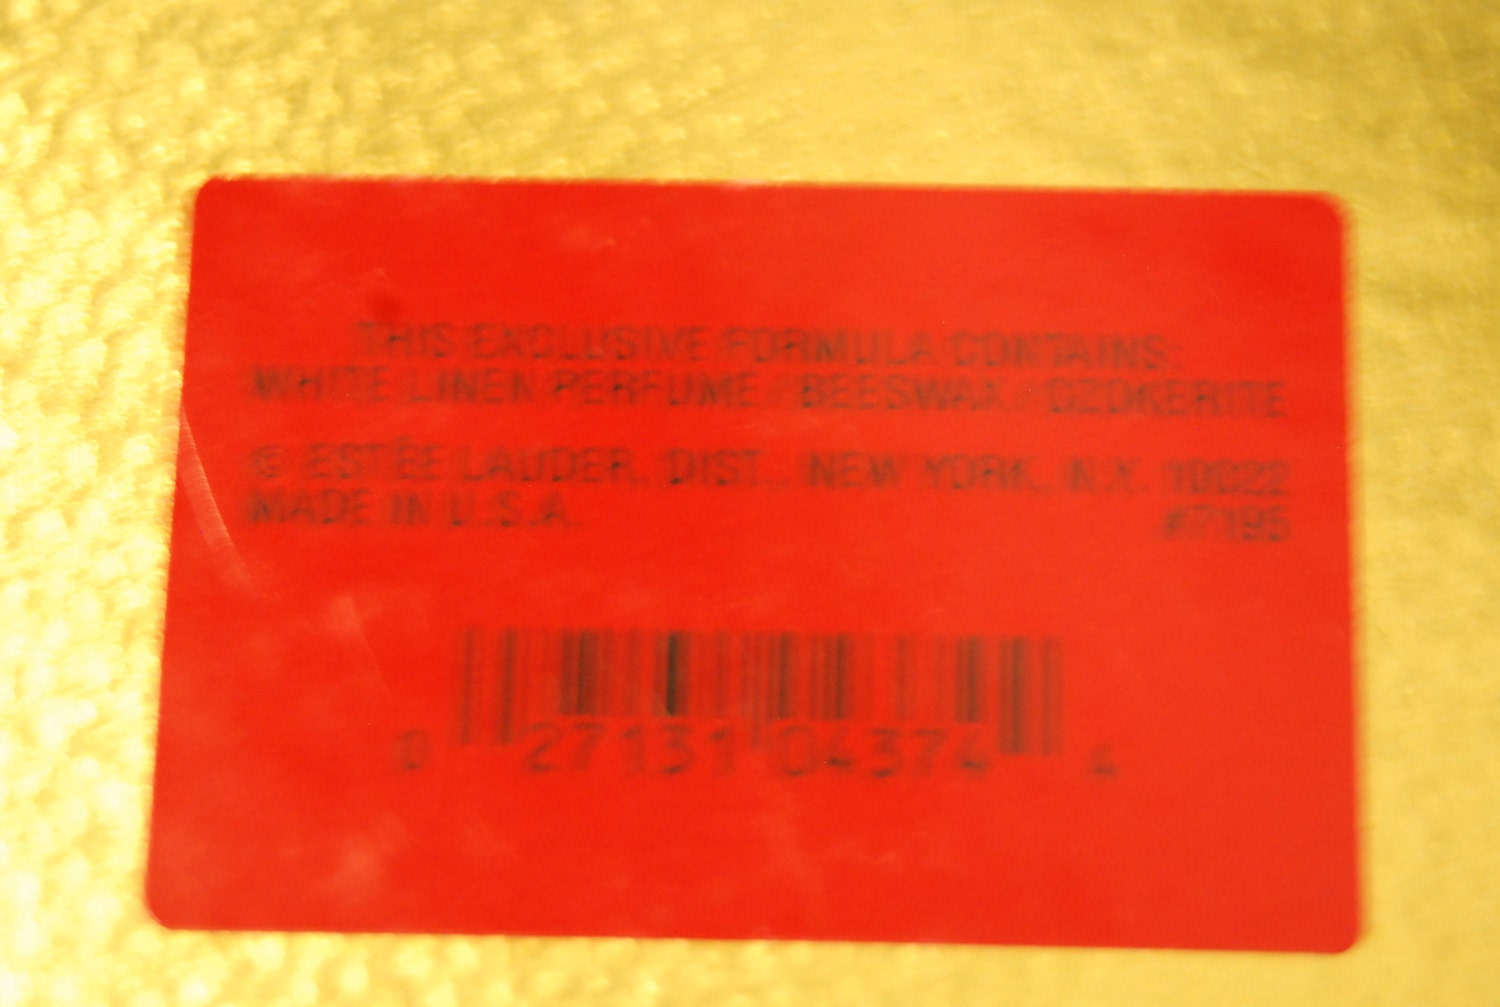 THIS EXCLUSIVE FORMULA CONTAINS:
WHITE LINEN PERFUME/BEESWAX/OZOKERITE
© ESTÉE LAUDER, DIST., NEW YORK, N.Y. 10022
MADE IN U.S.A. #7195
0 27131 04374 4